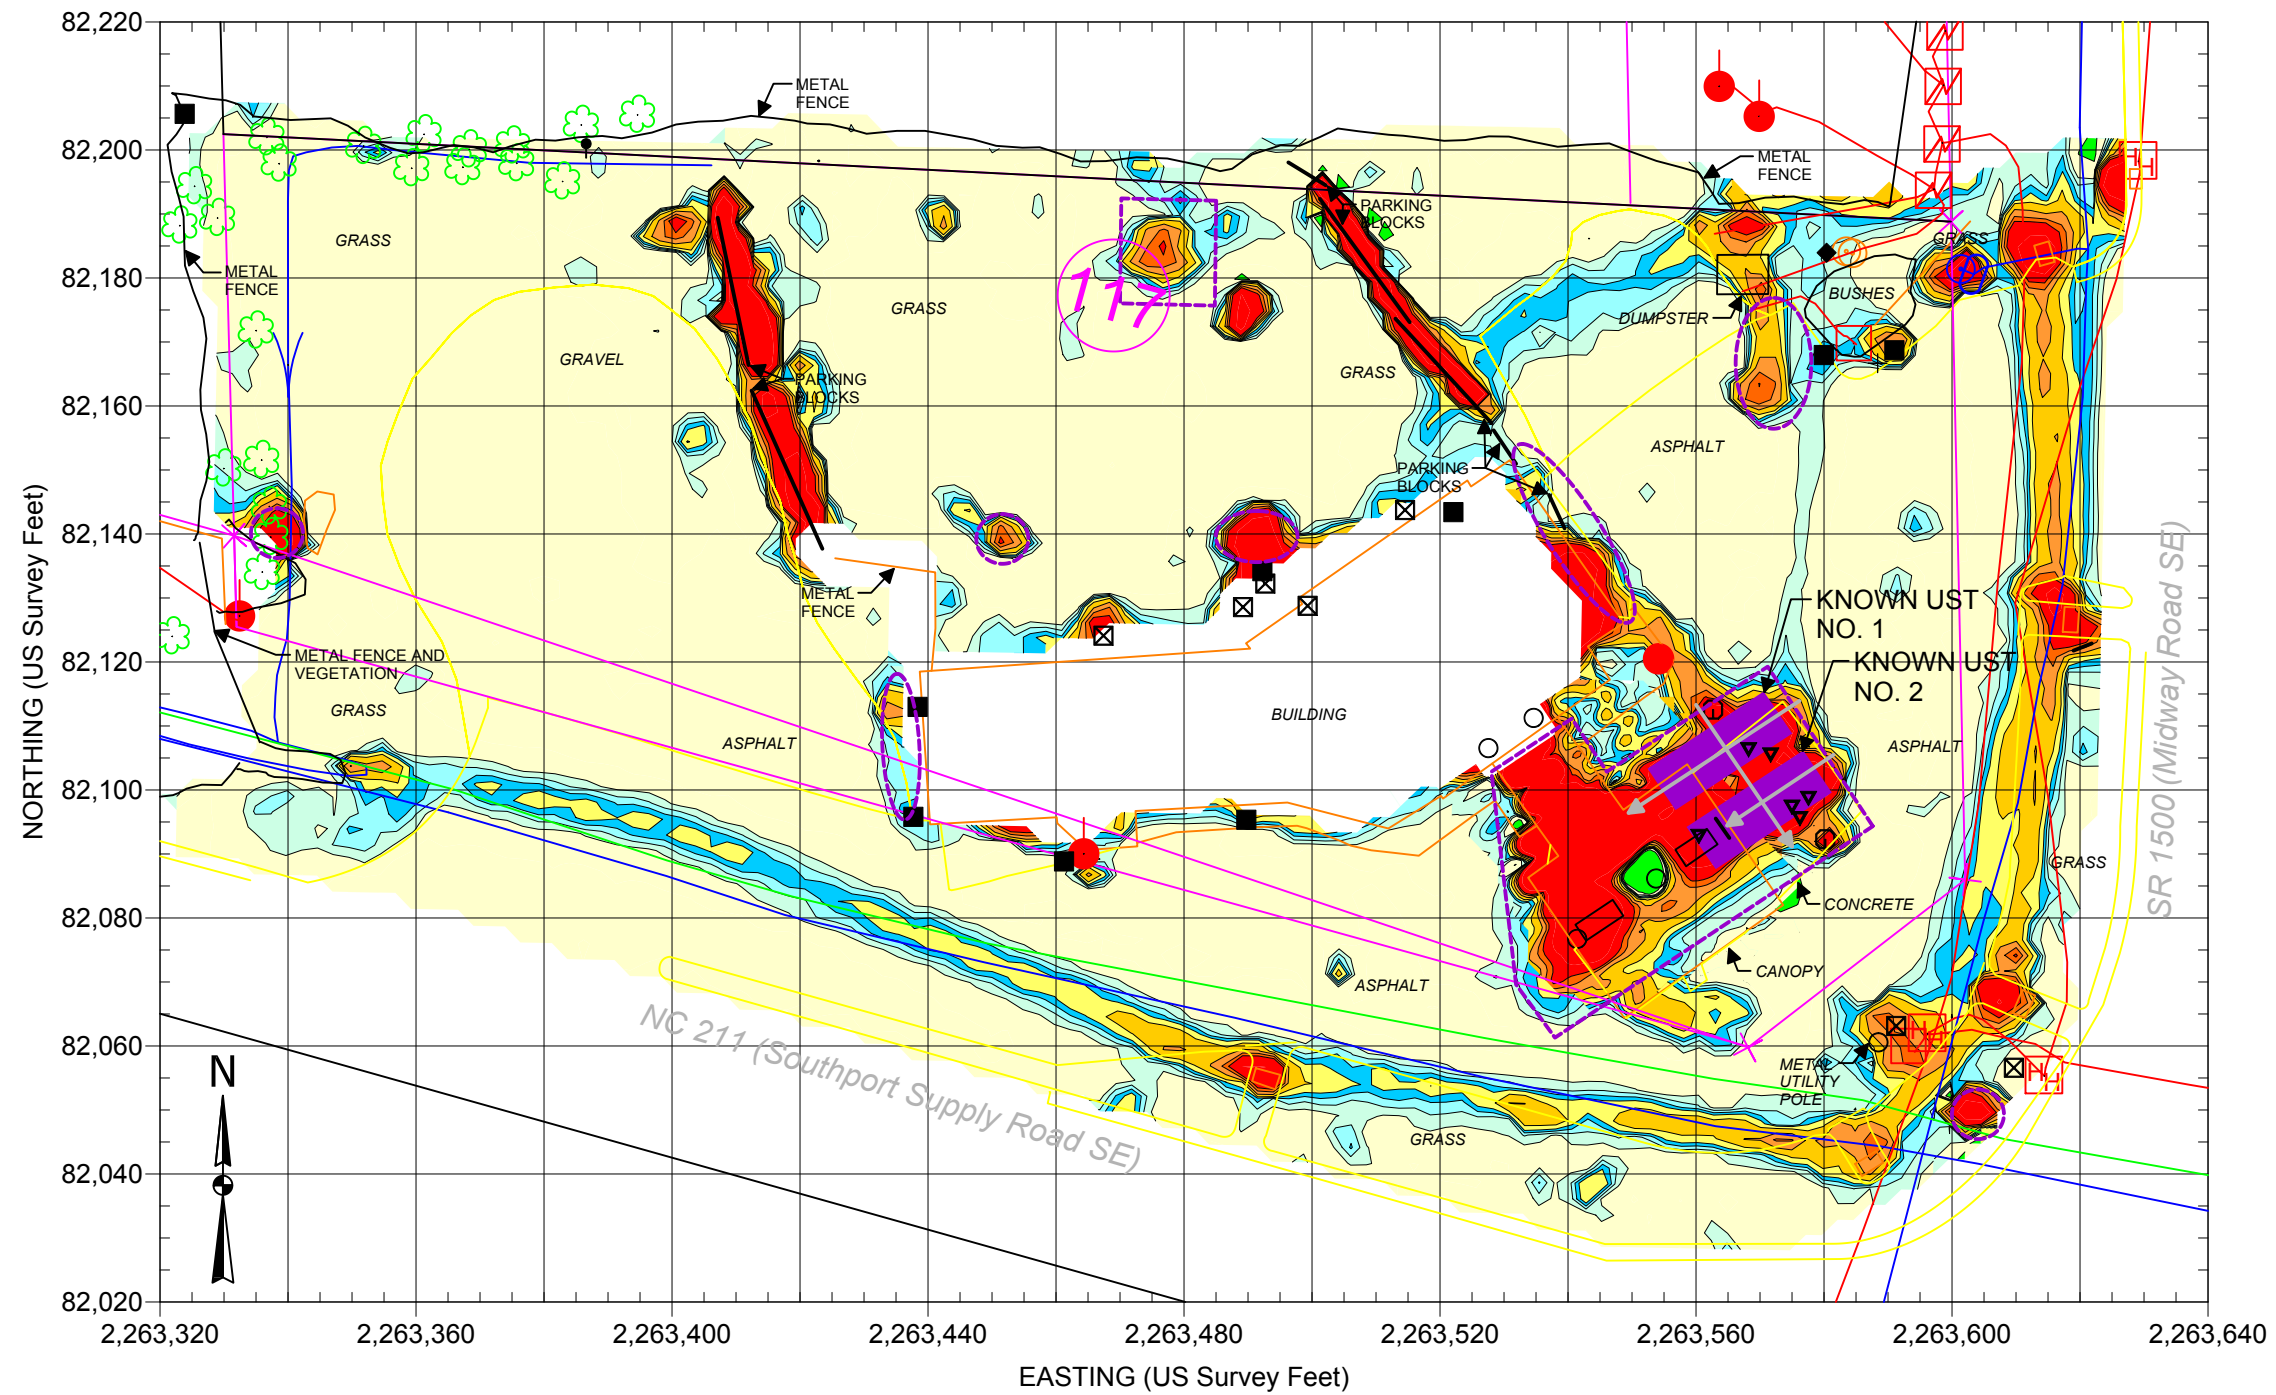 82,220
METAL
FENCE
82,200
METAL
FENCE
PARKING
BLOCKS
GRASS
GRASS
METAL
FENCE
82,180
117
BUSHES
GRASS
DUMPSTER
GRAVEL
GRASS
PARKING
BLOCKS
82,160
ASPHALT
PARKING
BLOCKS
82,140
METAL
FENCE
KNOWN UST
NO. 1
KNOWN UST
NO. 2
82,120
METAL FENCE AND
VEGETATION
GRASS
BUILDING
ASPHALT
ASPHALT
82,100
GRASS
CONCRETE
82,080
CANOPY
ASPHALT
82,060
METAL
UTILITY
POLE
GRASS
82,040
82,020
N
NC 211 (Southport Supply Road SE)
SR 1500 (Midway Road SE)
H
H
H
H
H
H
NORTHING (US Survey Feet)
2,263,320
2,263,360
2,263,400
2,263,440
2,263,480
2,263,520
2,263,560
2,263,600
2,263,640
EASTING (US Survey Feet)